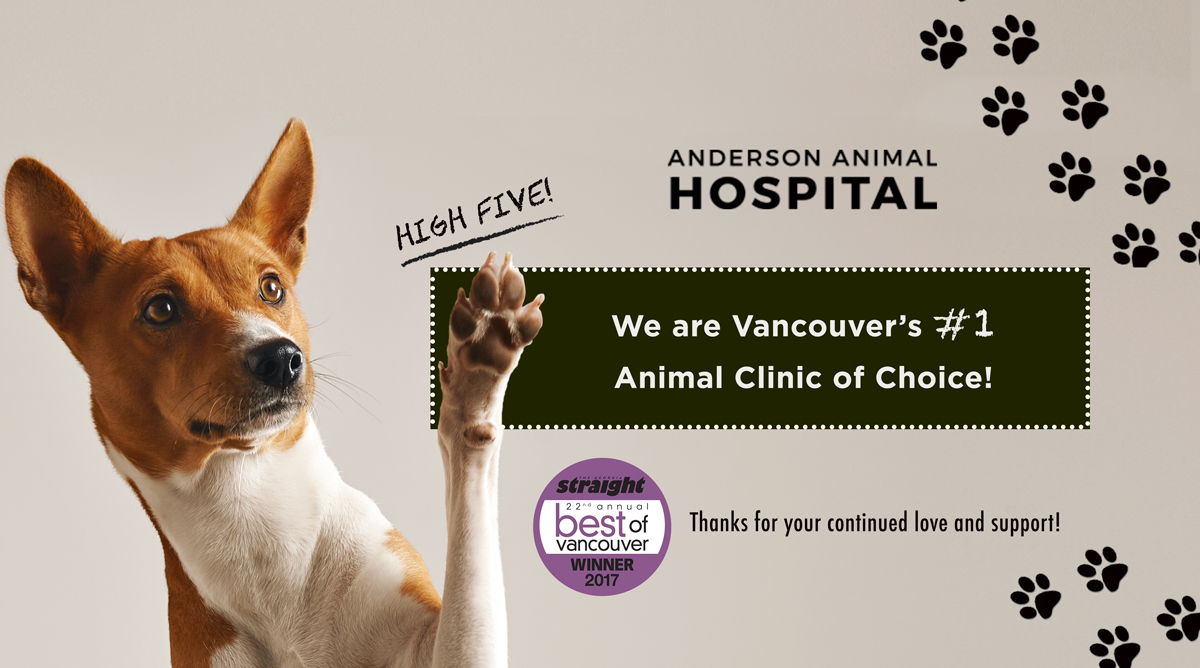 ANDERSON ANIMAL
HOSPITAL
HIGH FIVE!
We are Vancouver's #1
Animal Clinic of Choice!
straight
22nd annual
best of
vancouver
WINNER
2017
Thanks for your continued love and support!